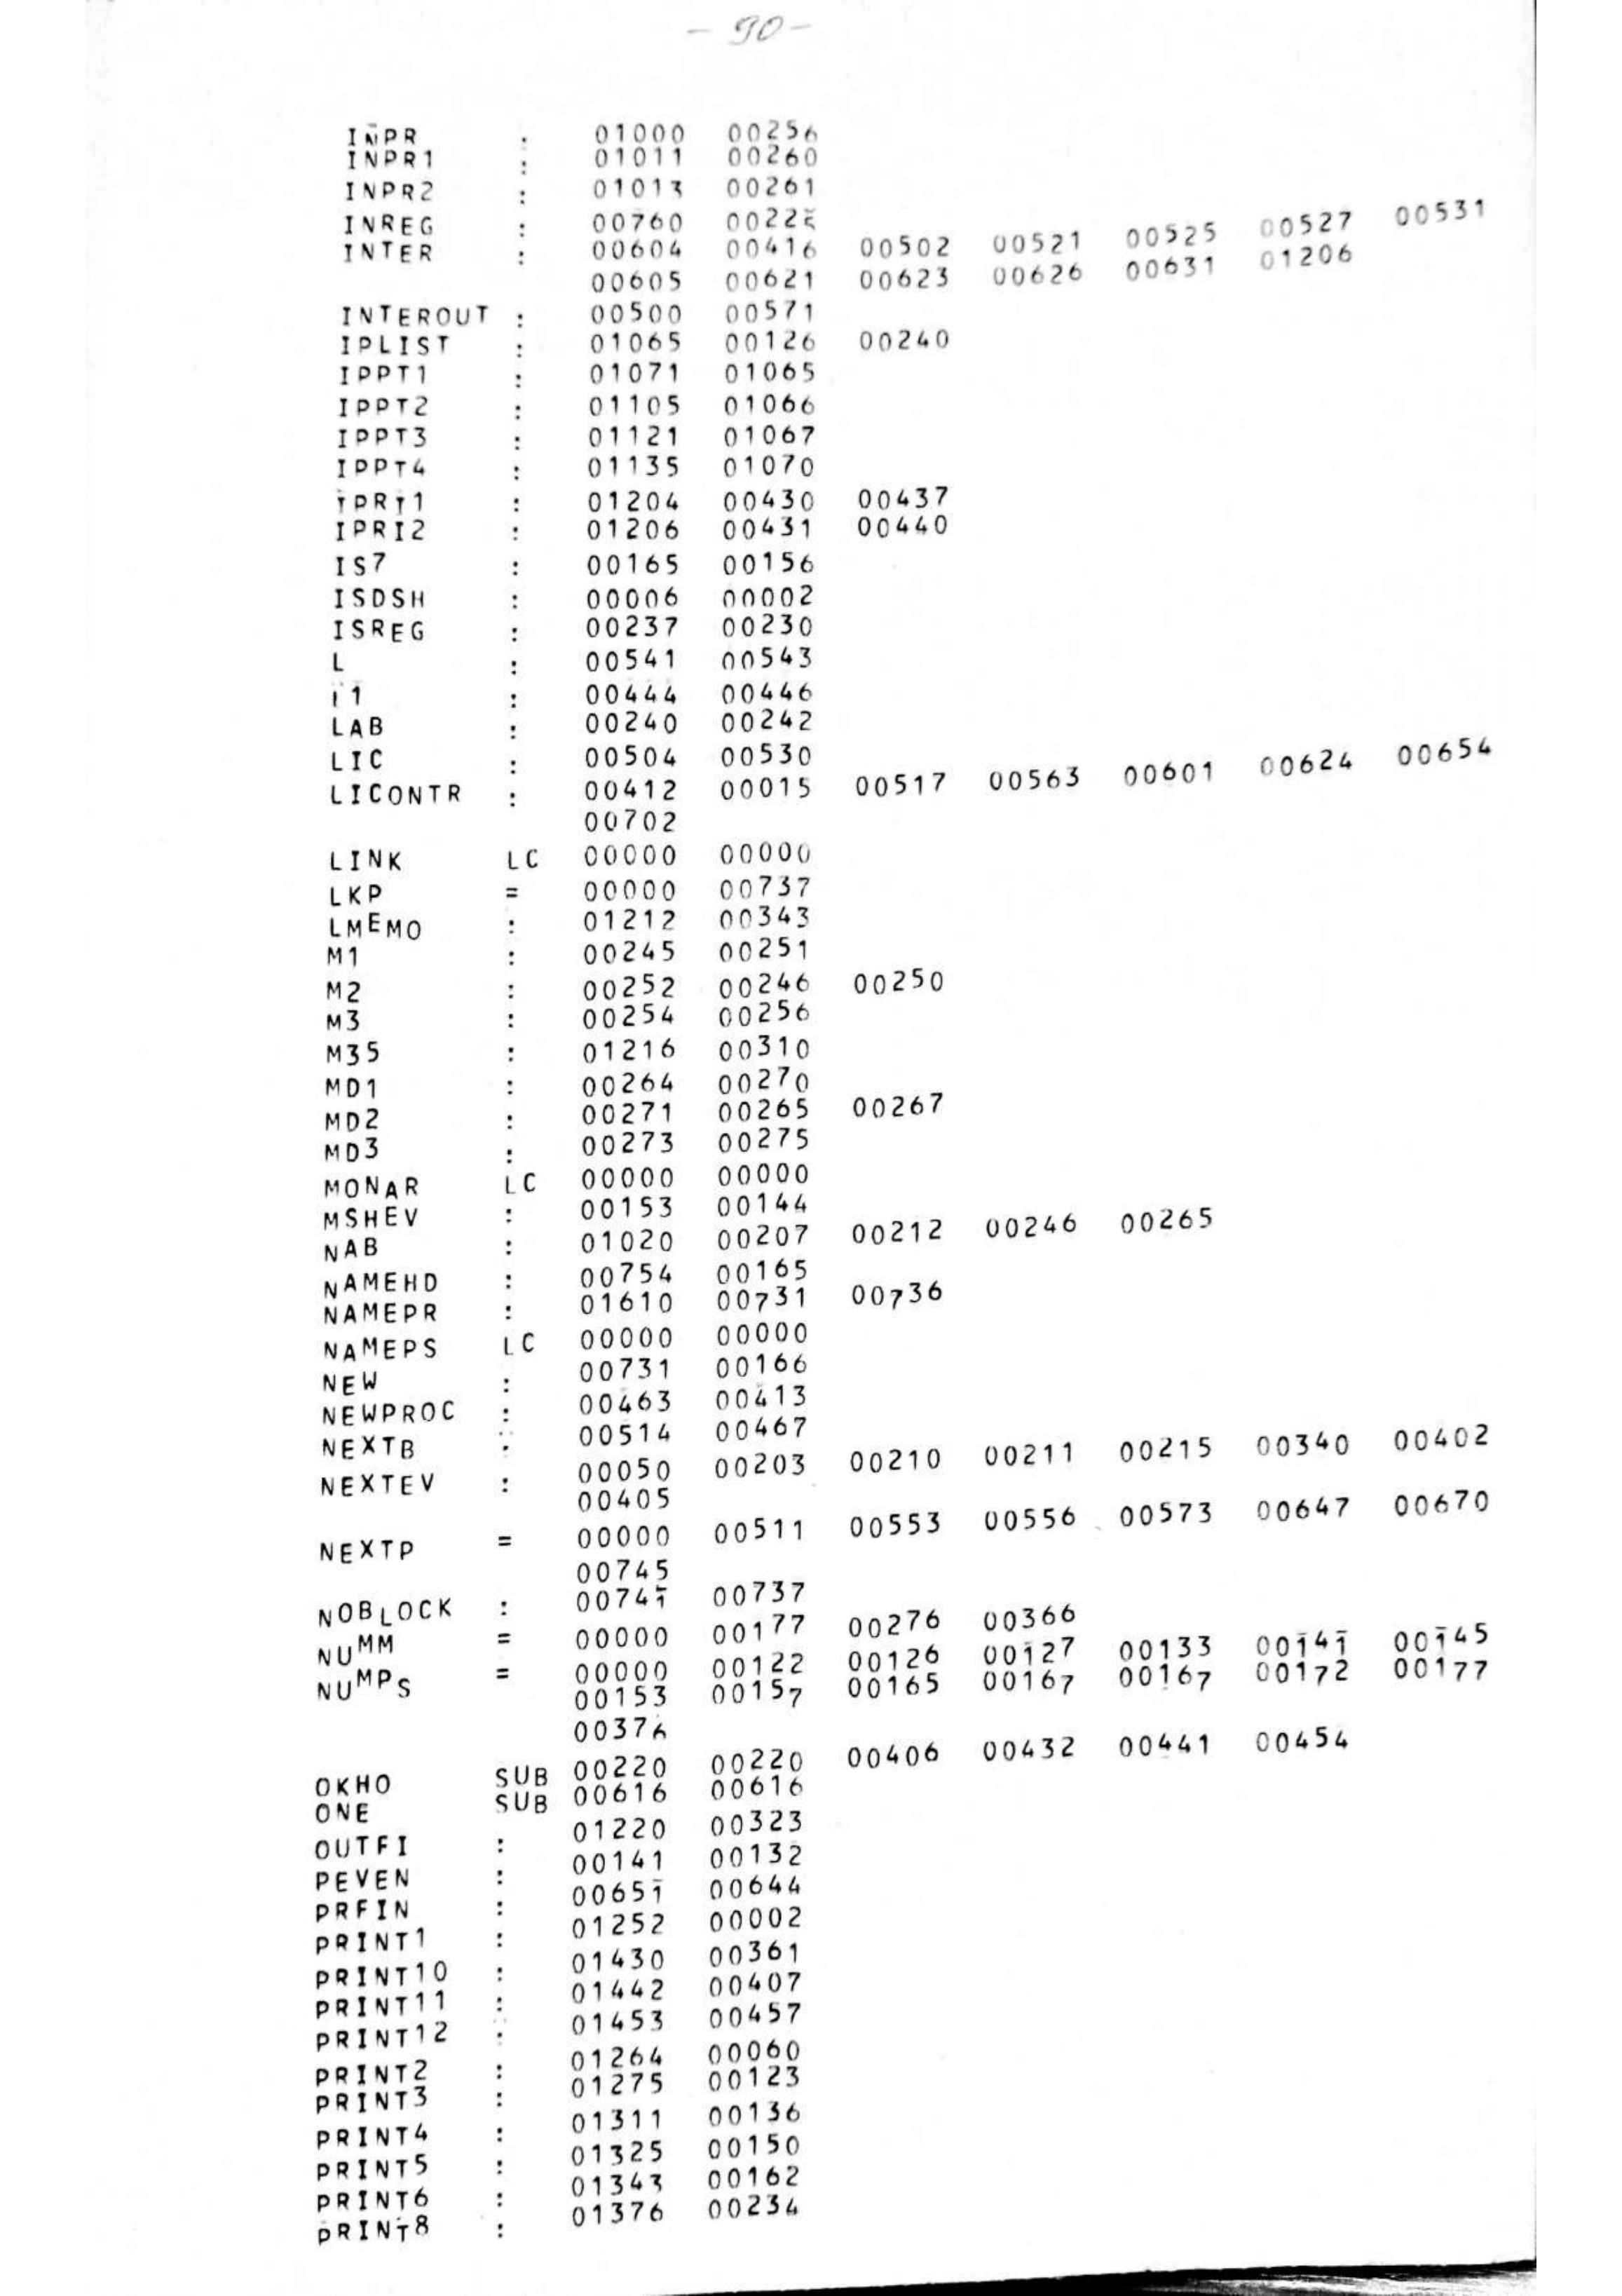 - 90 -
INPR : 01000 00256
INPR1 : 01011 00260
INPR2 : 01013 00261
INREG : 00760 00225
INTER : 00604 00416 00502 00521 00525 00527 00531
00605 00621 00623 00626 00631 01206
INTEROUT : 00500 00571
IPLIST : 01065 00126 00240
IPPT1 : 01071 01065
IPPT2 : 01105 01066
IPPT3 : 01121 01067
IPPT4 : 01135 01070
IPRI1 : 01204 00430 00437
IPRI2 : 01206 00431 00440
IS7 : 00165 00156
ISDSH : 00006 00002
ISREG : 00237 00230
L : 00541 00543
L1 : 00444 00446
LAB : 00240 00242
LIC : 00504 00530
LICONTR : 00412 00015 00517 00563 00601 00624 00654
00702
LINK LC 00000 00000
LKP = 00000 00737
LMEMO : 01212 00343
M1 : 00245 00251
M2 : 00252 00246 00250
M3 : 00254 00256
M35 : 01216 00310
MD1 : 00264 00270
MD2 : 00271 00265 00267
MD3 : 00273 00275
MONAR LC 00000 00000
MSHEV : 00153 00144
NAB : 01020 00207 00212 00246 00265
NAMEHD : 00754 00165
NAMEPR : 01610 00731 00736
NAMEPS LC 00000 00000
NEW : 00731 00166
NEWPROC : 00463 00413
NEXTB : 00514 00467
NEXTEV : 00050 00203 00210 00211 00215 00340 00402
00405
NEXTP = 00000 00511 00553 00556 00573 00647 00670
00745
NOBLOCK : 00741 00737
NUMM = 00000 00177 00276 00366
NUMPS = 00000 00122 00126 00127 00133 00141 00145
00153 00157 00165 00167 00167 00172 00177
00376
OKHO SUB 00220 00220 00406 00432 00441 00454
ONE SUB 00616 00616
OUTFI : 01220 00323
PEVEN : 00141 00132
PRFIN : 00651 00644
PRINT1 : 01252 00002
PRINT10 : 01430 00361
PRINT11 : 01442 00407
PRINT12 : 01453 00457
PRINT2 : 01264 00060
PRINT3 : 01275 00123
PRINT4 : 01311 00136
PRINT5 : 01325 00150
PRINT6 : 01343 00162
PRINT8 : 01376 00234